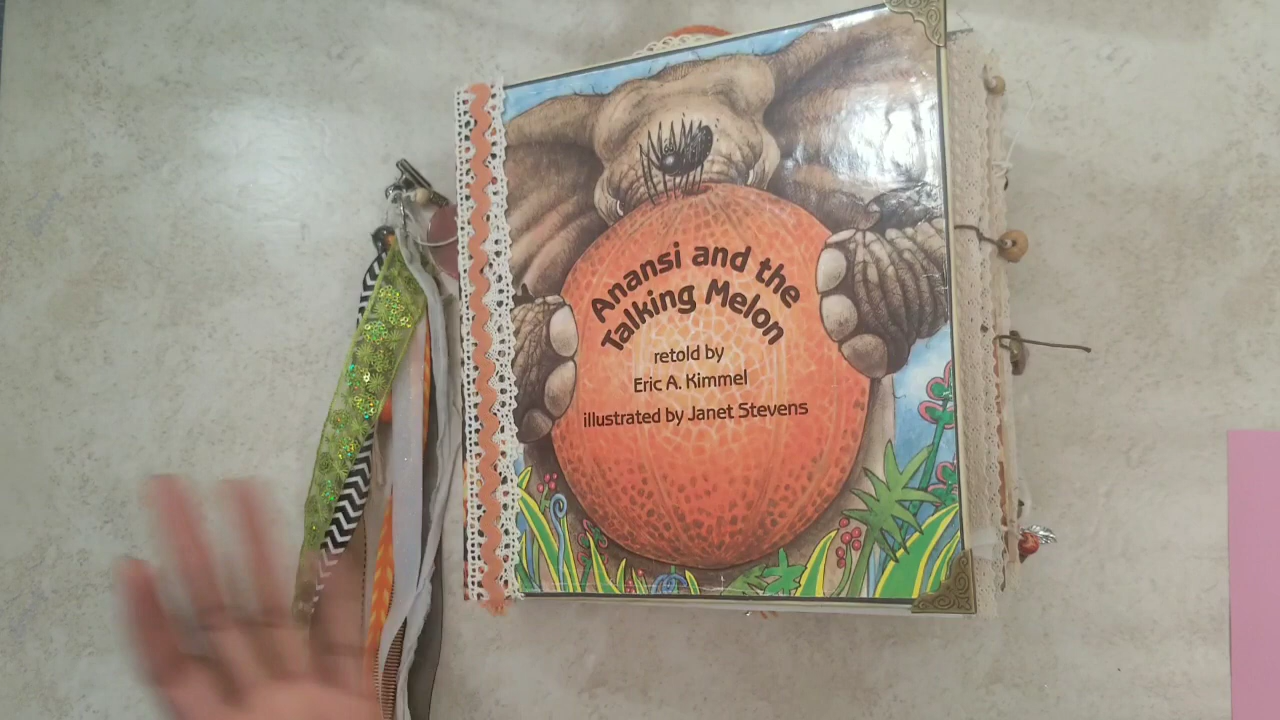 Anansi and the
Talking Melon
retold by
Eric A. Kimmel
illustrated by Janet Stevens